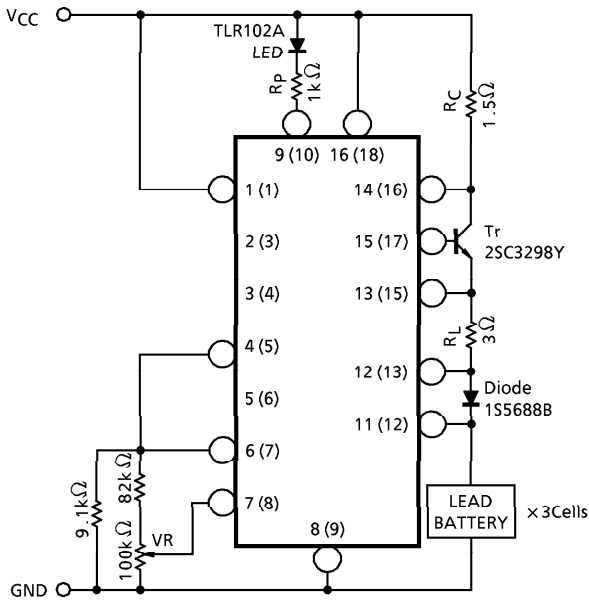 VCC
TLR102A
LED
RP
1kΩ
RC
1.5Ω
9 (10)
16 (18)
1 (1)
14 (16)
2 (3)
15 (17)
Tr
2SC3298Y
3 (4)
13 (15)
RL
3Ω
4 (5)
12 (13)
Diode
1S5688B
5 (6)
11 (12)
6 (7)
9.1kΩ
82kΩ
7 (8)
LEAD
BATTERY
×3Cells
8 (9)
100kΩ
VR
GND